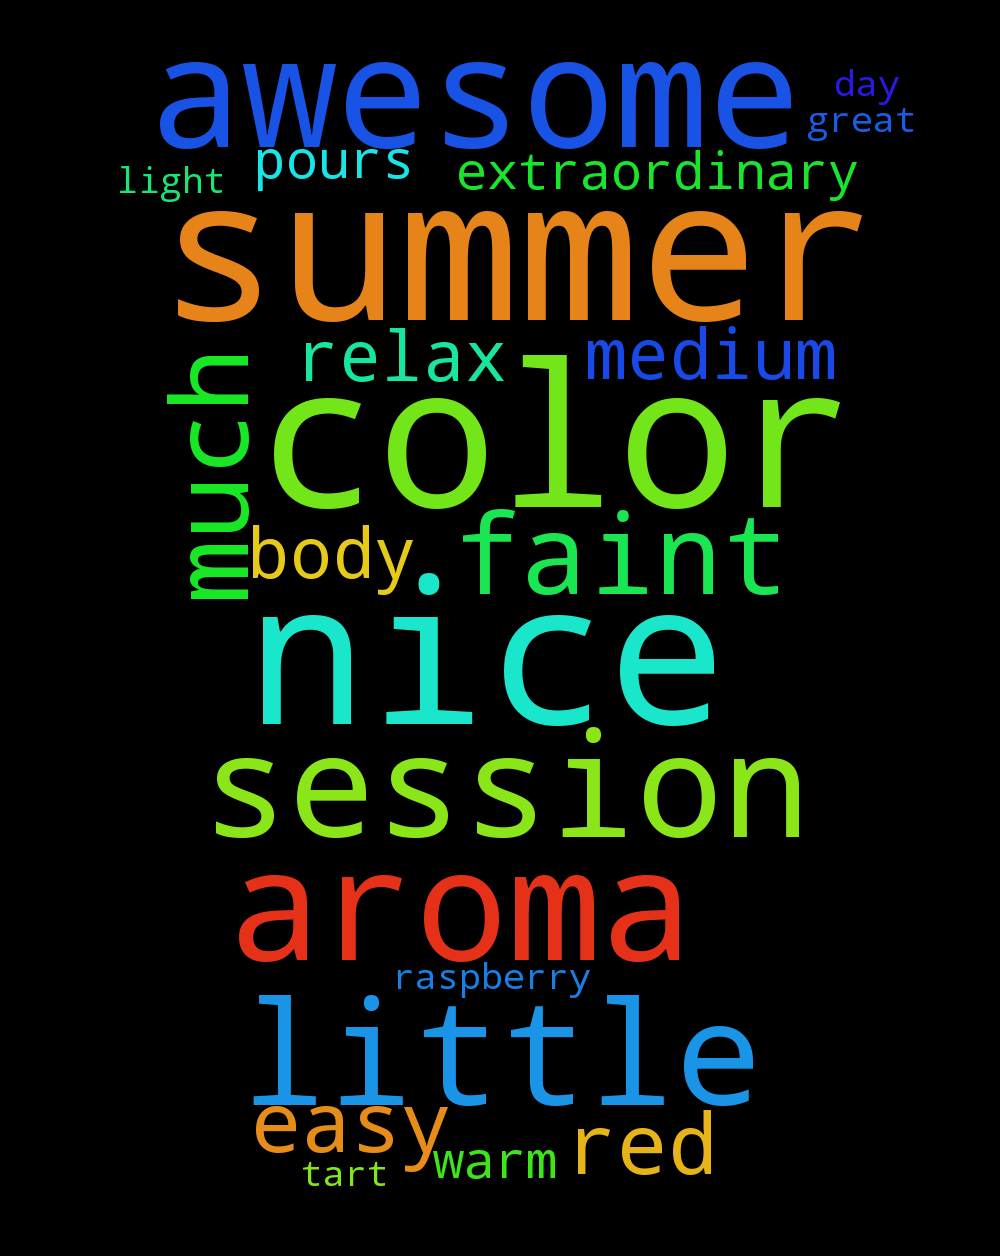 awesome
day
great
light
pours
extraordinary
summer
relax
medium
much
color
body
faint
nice
session
aroma
raspberry
little
easy
red
warm
tart